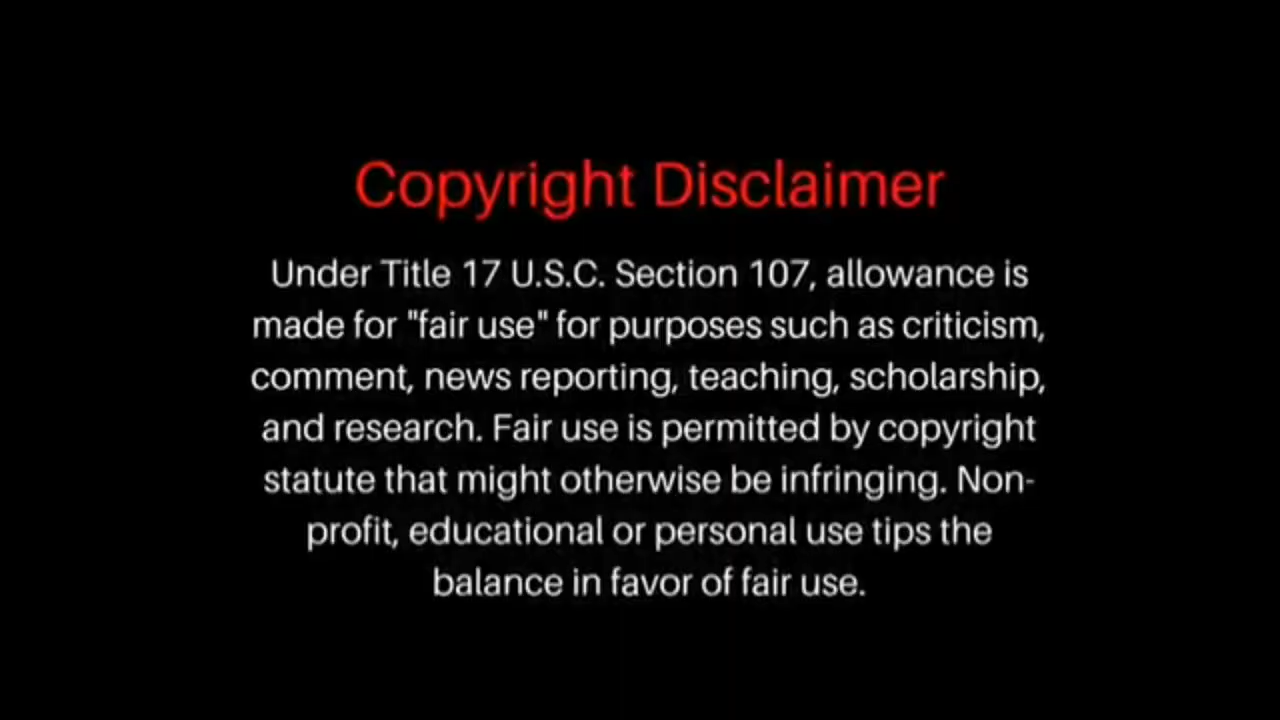 Copyright Disclaimer
Under Title 17 U.S.C. Section 107, allowance is
made for "fair use" for purposes such as criticism,
comment, news reporting, teaching, scholarship,
and research. Fair use is permitted by copyright
statute that might otherwise be infringing. Non-
profit, educational or personal use tips the
balance in favor of fair use.